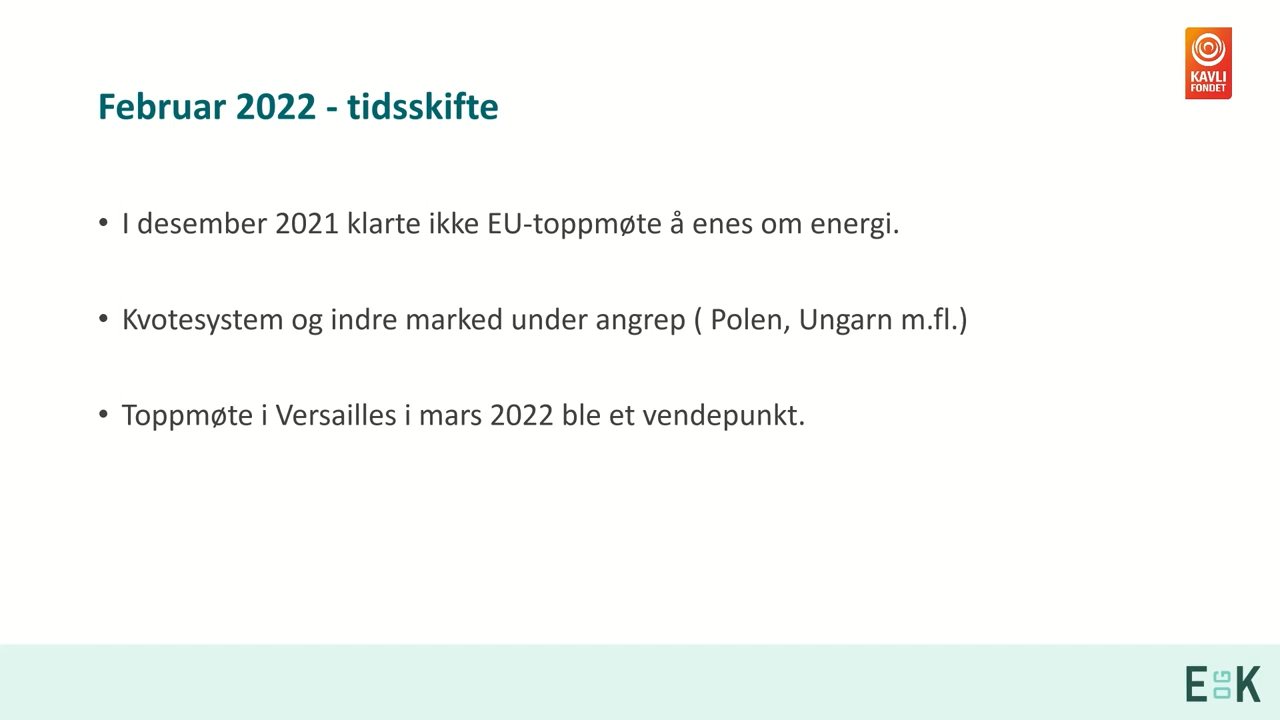 KAVLI
FONDET
Februar 2022 - tidsskifte
• I desember 2021 klarte ikke EU-toppmøte å enes om energi.
• Kvotesystem og indre marked under angrep ( Polen, Ungarn m.fl.)
• Toppmøte i Versailles i mars 2022 ble et vendepunkt.
E OG K